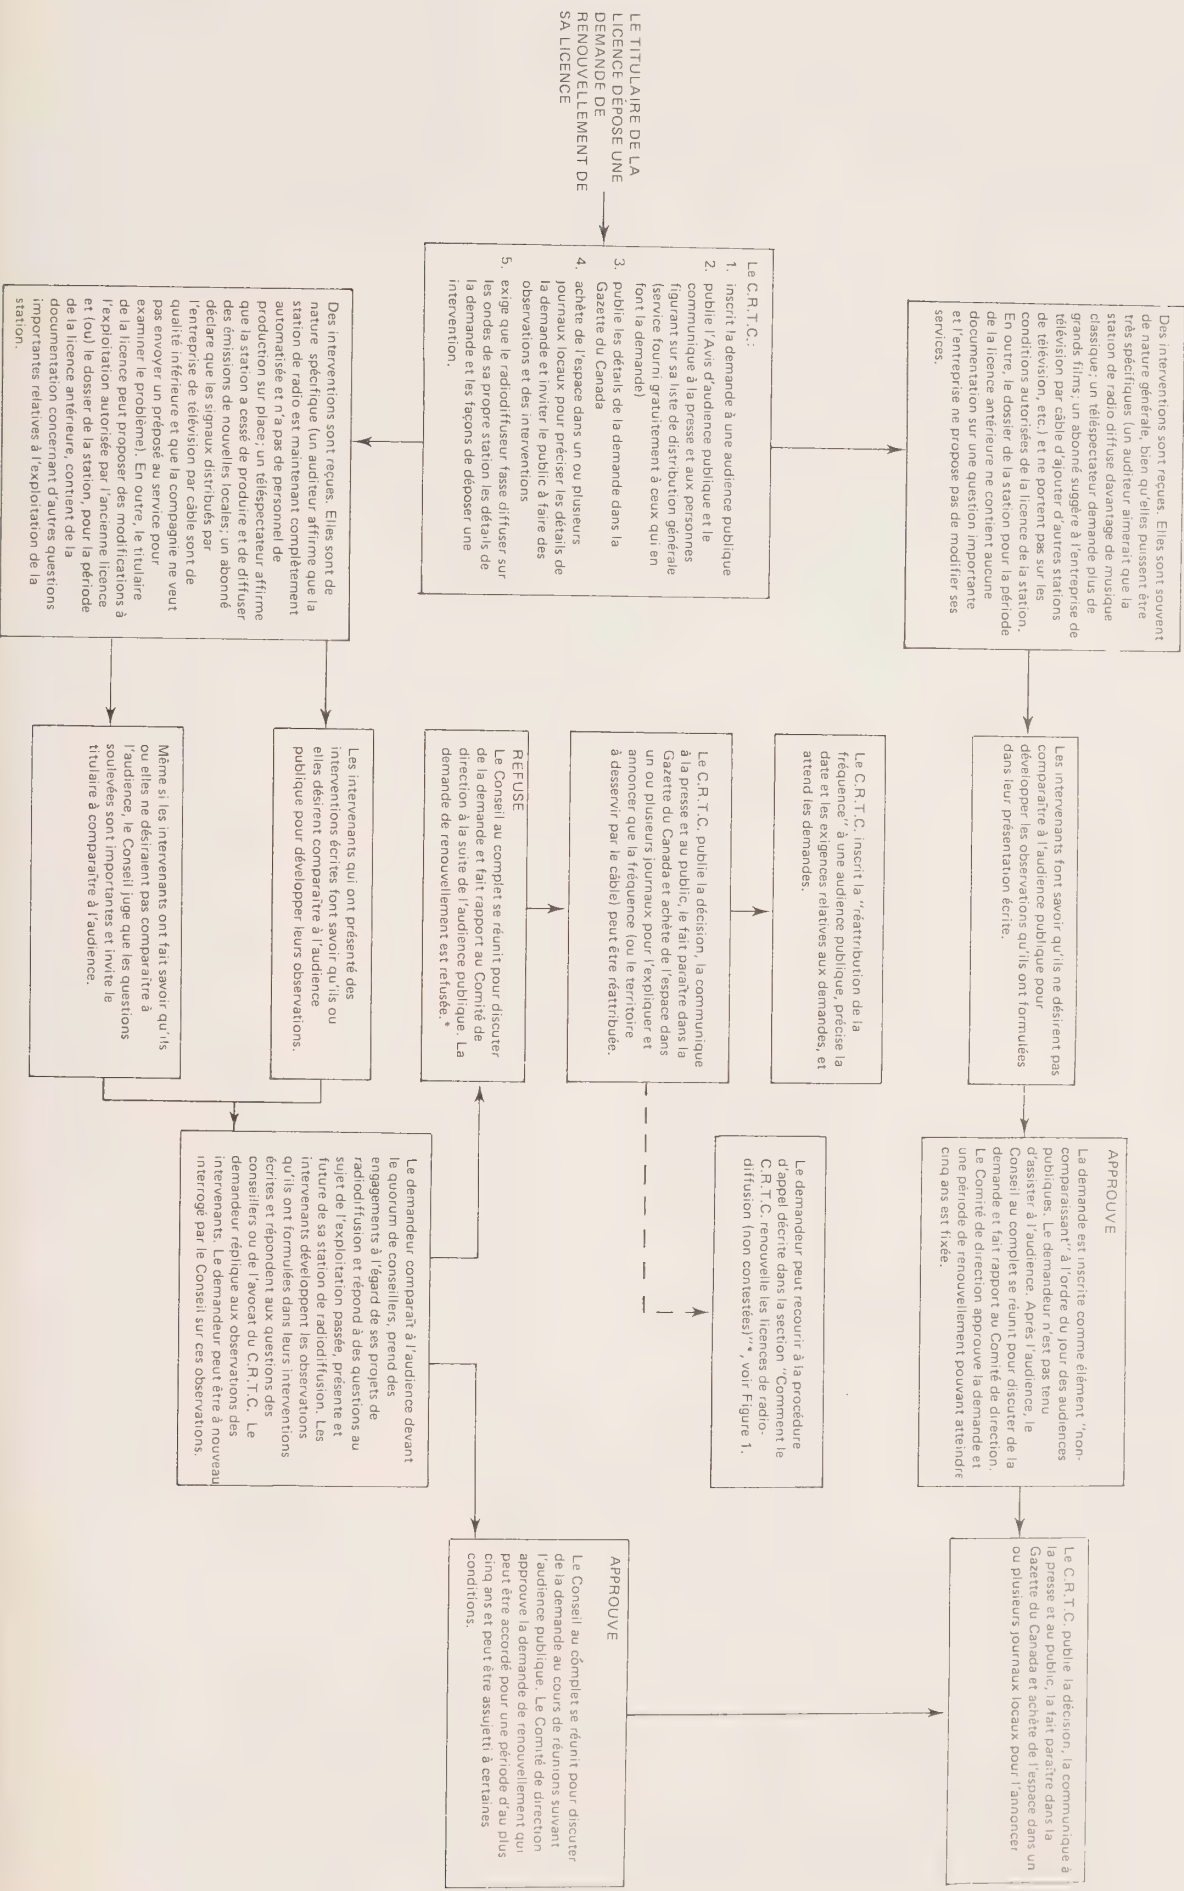 LE TITULAIRE DE LA
LICENCE DÉPOSE UNE
DEMANDE DE
RENOUVELLEMENT DE
SA LICENCE
Le C.R.T.C.:
1. inscrit la demande à une audience publique
2. publie l'Avis d'audience publique et le
communique à la presse et aux personnes
figurant sur sa liste de distribution générale
(service fourni gratuitement à ceux qui en
font la demande)
3. publie les détails de la demande dans la
Gazette du Canada
4. achète de l'espace dans un ou plusieurs
journaux locaux pour préciser les détails de
la demande et inviter le public à faire des
observations et des interventions
5. exige que le radiodiffuseur fasse diffuser sur
les ondes de sa propre station les détails de
la demande et les façons de déposer une
intervention.
Des interventions sont reçues. Elles sont souvent
de nature générale, bien qu'elles puissent être
très spécifiques (un auditeur aimerait que la
station de radio diffuse davantage de musique
classique; un téléspectateur demande plus de
grands films; un abonné suggère à l'entreprise de
télévision par câble d'ajouter d'autres stations
de télévision, etc.) et ne portent pas sur les
conditions autorisées de la licence de la station.
En outre, le dossier de la station pour la période
de la licence antérieure ne contient aucune
documentation sur une question importante
et l'entreprise ne propose pas de modifier ses
services.
Les intervenants font savoir qu'ils ne désirent pas
comparaître à l'audience publique pour
développer les observations qu'ils ont formulées
dans leur présentation écrite.
APPROUVE
La demande est inscrite comme élément "non-
comparaissant" à l'ordre du jour des audiences
publiques. Le demandeur n'est pas tenu
d'assister à l'audience. Après l'audience, le
Conseil au complet se réunit pour discuter de la
demande et fait rapport au Comité de direction.
Le Comité de direction approuve la demande et
une période de renouvellement pouvant atteindre
cinq ans est fixée.
Le C.R.T.C. publie la décision, la communique à
la presse et au public, la fait paraître dans la
Gazette du Canada et achète de l'espace dans un
ou plusieurs journaux locaux pour l'annoncer
Des interventions sont reçues. Elles sont de
nature spécifique (un auditeur affirme que la
station de radio est maintenant complètement
automatisée et n'a pas de personnel de
production sur place; un téléspectateur affirme
que la station a cessé de produire et de diffuser
des émissions de nouvelles locales; un abonné
déclare que les signaux distribués par
l'entreprise de télévision par câble sont de
qualité inférieure et que la compagnie ne veut
pas envoyer un préposé au service pour
examiner le problème). En outre, le titulaire
de la licence peut proposer des modifications à
l'exploitation autorisée par l'ancienne licence
et (ou) le dossier de la station, pour la période
de la licence antérieure, contient de la
documentation concernant d'autres questions
importantes relatives à l'exploitation de la
station.
Les intervenants qui ont présenté des
interventions écrites font savoir qu'ils ou
elles désirent comparaître à l'audience
publique pour développer leurs observations.
Même si les intervenants ont fait savoir qu'ils
ou elles ne désiraient pas comparaître à
l'audience, le Conseil juge que les questions
soulevées sont importantes et invite le
titulaire à comparaître à l'audience.
Le demandeur comparaît à l'audience devant
le quorum de conseillers, prend des
engagements à l'égard de ses projets de
radiodiffusion et répond à des questions au
sujet de l'exploitation passée, présente et
future de sa station de radiodiffusion. Les
intervenants développent les observations
qu'ils ont formulées dans leurs interventions
écrites et répondent aux questions des
conseillers ou de l'avocat du C.R.T.C. Le
demandeur réplique aux observations des
intervenants. Le demandeur peut être à nouveau
interrogé par le Conseil sur ces observations.
REFUSE
Le Conseil au complet se réunit pour discuter
de la demande et fait rapport au Comité de
direction à la suite de l'audience publique. La
demande de renouvellement est refusée.*
Le C.R.T.C. publie la décision, la communique
à la presse et au public, le fait paraître dans la
Gazette du Canada et achète de l'espace dans
un ou plusieurs journaux pour l'expliquer et
annoncer que la fréquence (ou le territoire
à desservir par le câble) peut être réattribuée.
Le C.R.T.C. inscrit la "réattribution de la
fréquence" à une audience publique, précise la
date et les exigences relatives aux demandes, et
attend les demandes.
Le demandeur peut recourir à la procédure
d'appel décrite dans la section "Comment le
C.R.T.C. renouvelle les licences de radio-
diffusion (non contestées)"*, voir Figure 1.
APPROUVE
Le Conseil au complet se réunit pour discuter
de la demande au cours de réunions suivant
l'audience publique. Le Comité de direction
approuve la demande de renouvellement qui
peut être accordé pour une période d'au plus
cinq ans et peut être assujetti à certaines
conditions.